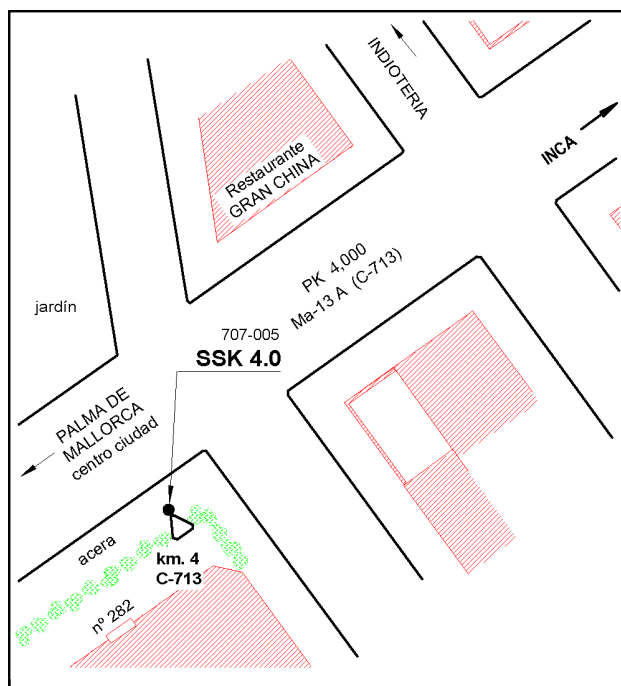 INDIOTERIA
INCA
Restaurante
GRAN CHINA
PK 4,000
Ma-13 A (C-713)
jardín
707-005
SSK 4.0
PALMA DE
MALLORCA
centro ciudad
acera
km. 4
C-713
nº 282